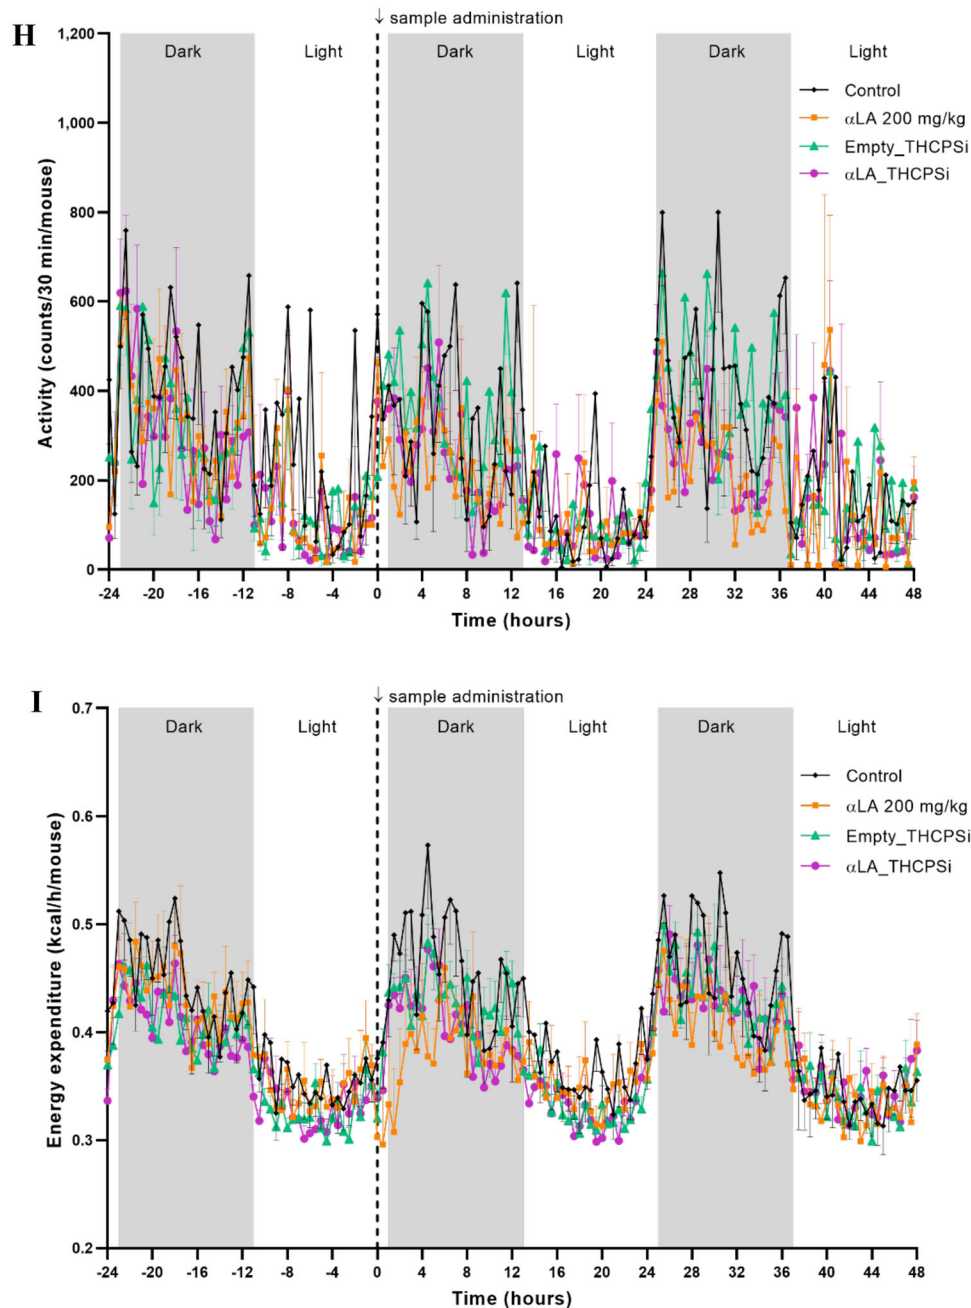 H
↓ sample administration
1,200
Dark
Light
Dark
Light
Dark
Light
Control
αLA 200 mg/kg
Empty_THCPSi
αLA_THCPSi
1,000
800
600
400
200
0
Activity (counts/30 min/mouse)
-24 -20 -16 -12 -8 -4 0 4 8 12 16 20 24 28 32 36 40 44 48
Time (hours)
I
↓ sample administration
0.7
Dark
Light
Dark
Light
Dark
Light
Control
αLA 200 mg/kg
Empty_THCPSi
αLA_THCPSi
0.6
0.5
0.4
0.3
0.2
Energy expenditure (kcal/h/mouse)
-24 -20 -16 -12 -8 -4 0 4 8 12 16 20 24 28 32 36 40 44 48
Time (hours)